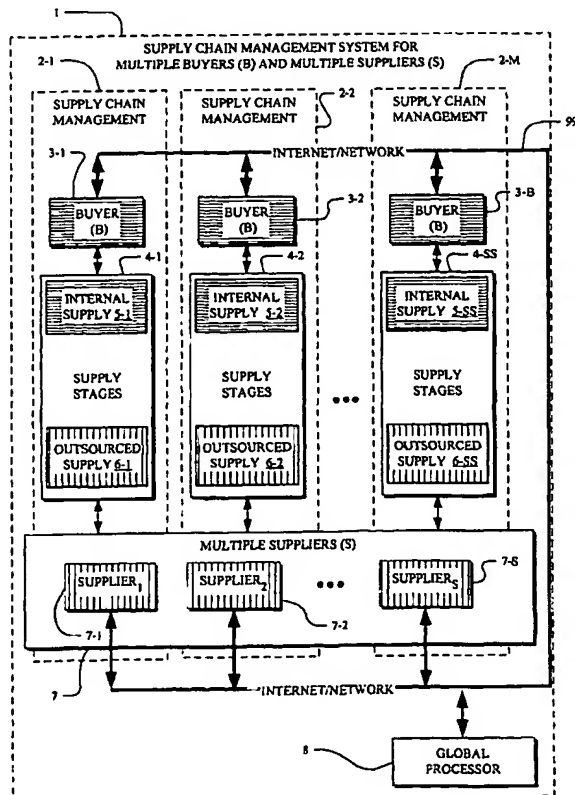 1
SUPPLY CHAIN MANAGEMENT SYSTEM FOR
MULTIPLE BUYERS (B) AND MULTIPLE SUPPLIERS (S)
2-1
2-M
SUPPLY CHAIN
MANAGEMENT
SUPPLY CHAIN
MANAGEMENT
2-2
SUPPLY CHAIN
MANAGEMENT
99
3-1
INTERNET/NETWORK
BUYER
(B)
BUYER
(B)
3-2
BUYER
(B)
3-B
4-1
4-2
4-SS
INTERNAL
SUPPLY 5-1
INTERNAL
SUPPLY 5-2
INTERNAL
SUPPLY 5-SS
SUPPLY
STAGES
SUPPLY
STAGES
SUPPLY
STAGES
•••
OUTSOURCED
SUPPLY 6-1
OUTSOURCED
SUPPLY 6-2
OUTSOURCED
SUPPLY 6-SS
MULTIPLE SUPPLIERS (S)
SUPPLIER1
SUPPLIER2
•••
SUPPLIERS
7-S
7-1
7-2
7
INTERNET/NETWORK
8
GLOBAL
PROCESSOR